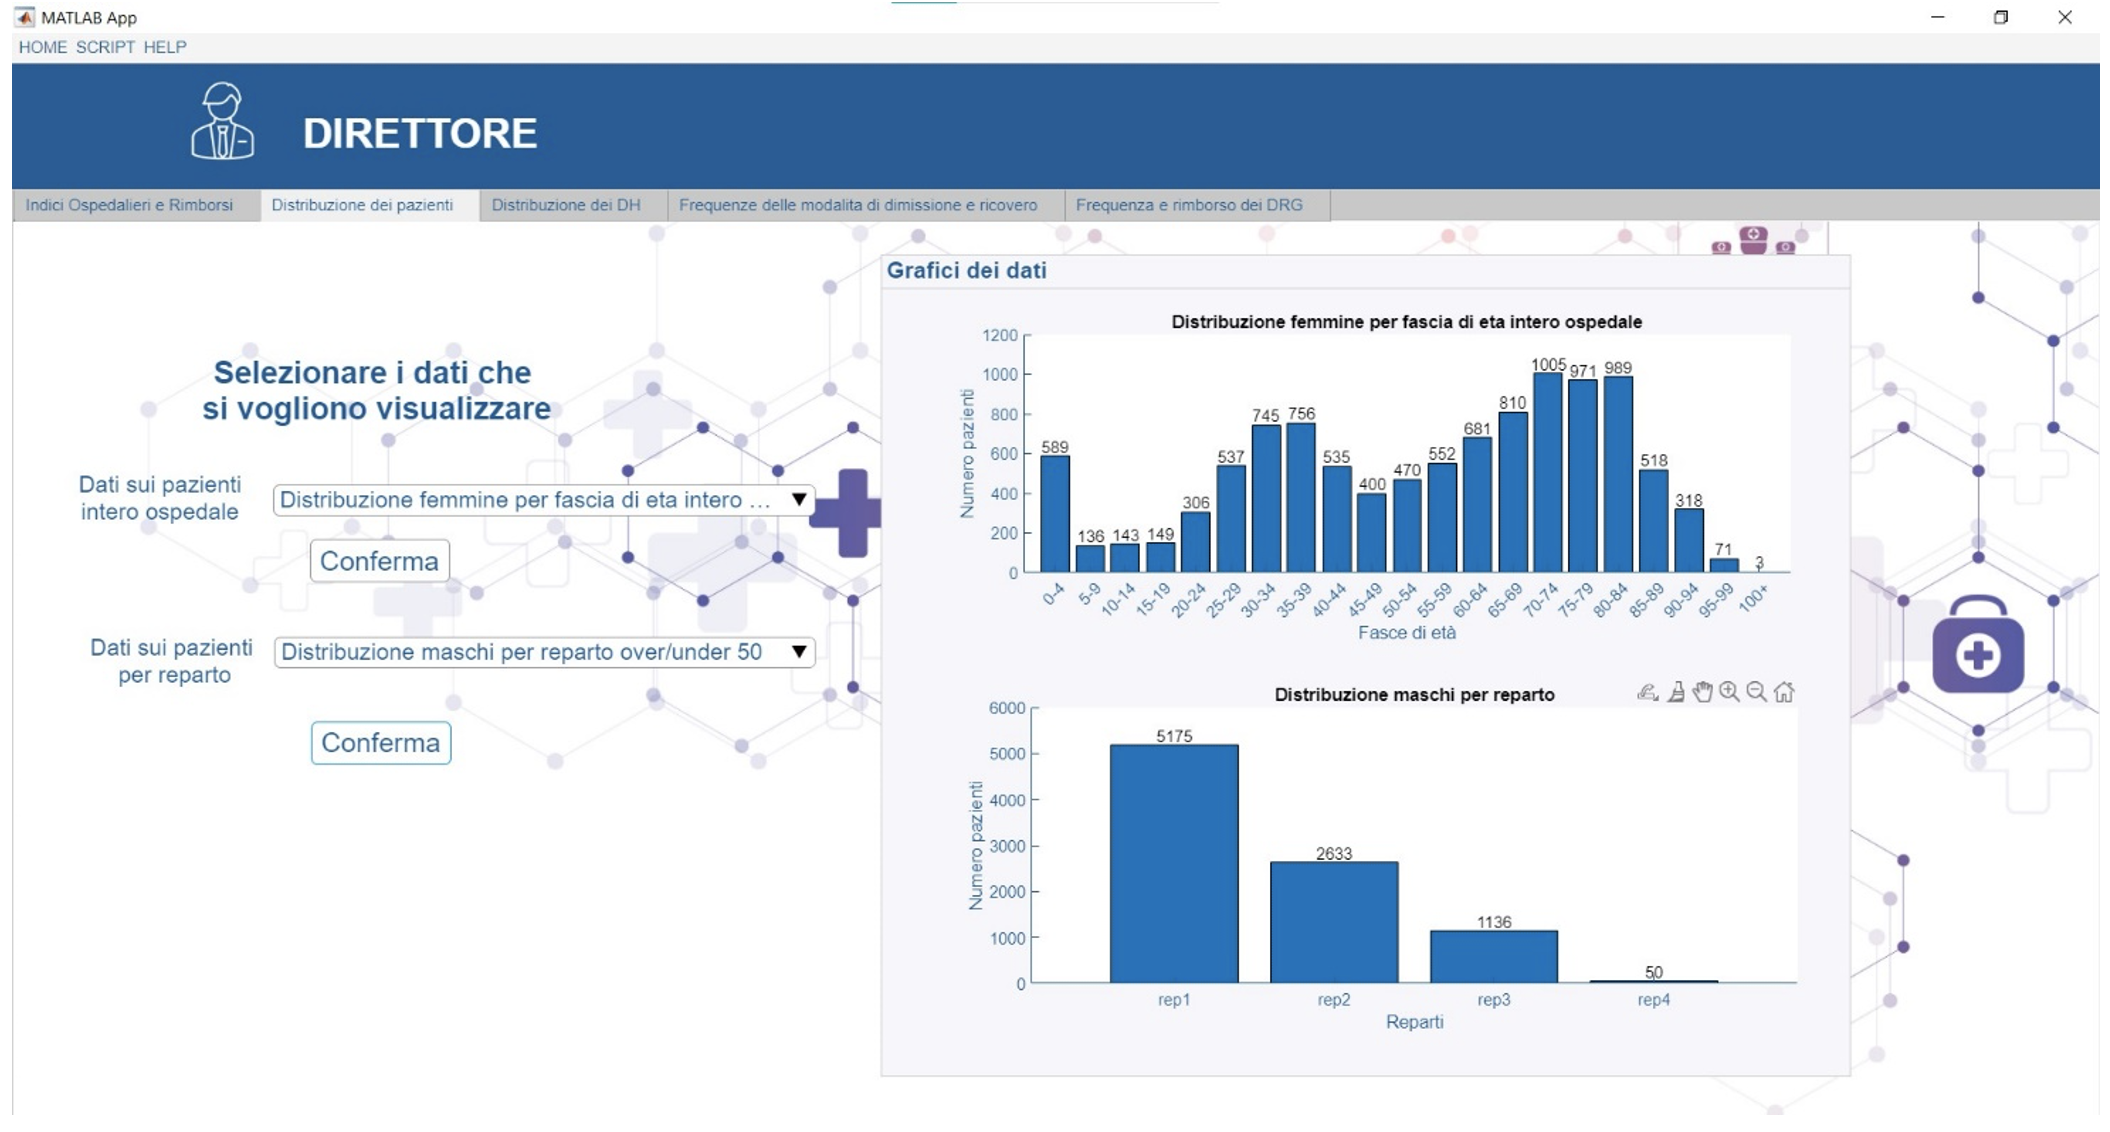 MATLAB App
HOME SCRIPT HELP
DIRETTORE
Indici Ospedalieri e Rimborsi
Distribuzione dei pazienti
Distribuzione dei DH
Frequenze delle modalita di dimissione e ricovero
Frequenza e rimborso dei DRG
Selezionare i dati che
si vogliono visualizzare
Dati sui pazienti
intero ospedale
Distribuzione femmine per fascia di eta intero ...
Conferma
Dati sui pazienti
per reparto
Distribuzione maschi per reparto over/under 50
Conferma
Grafici dei dati
Distribuzione femmine per fascia di eta intero ospedale
Numero pazienti
1200
1000
800
600
400
200
0
589
136
143
149
306
537
745
756
535
400
470
552
681
810
1005
971
989
518
318
71
3
0-4
5-9
10-14
15-19
20-24
25-29
30-34
35-39
40-44
45-49
50-54
55-59
60-64
65-69
70-74
75-79
80-84
85-89
90-94
95-99
100+
Fasce di età
Distribuzione maschi per reparto
Numero pazienti
6000
5000
4000
3000
2000
1000
0
5175
2633
1136
50
rep1
rep2
rep3
rep4
Reparti